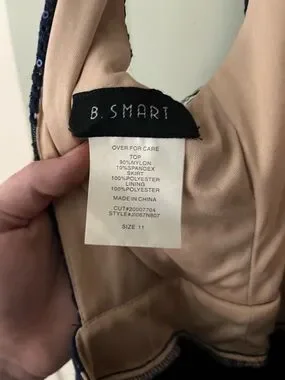 B. SMART
OVER FOR CARE
TOP
90%NYLON
10%SPANDEX
SKIRT
100%POLYESTER
LINING
100%POLYESTER
MADE IN CHINA
CUT#20007704
STYLE#J0067N807
SIZE 11